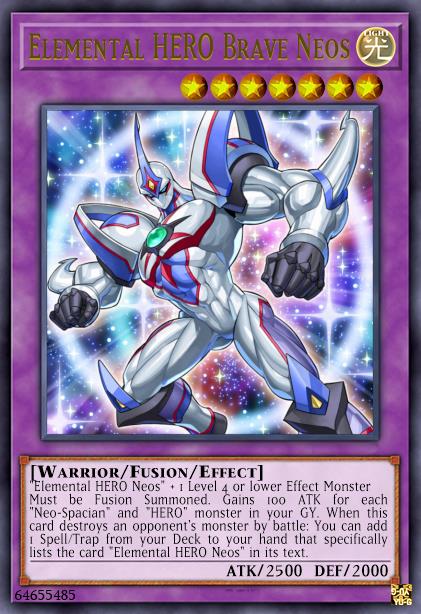 Elemental HERO Brave Neos
LIGHT
光
[Warrior/Fusion/Effect]
"Elemental HERO Neos" + 1 Level 4 or lower Effect Monster
Must be Fusion Summoned. Gains 100 ATK for each
"Neo-Spacian" and "HERO" monster in your GY. When this
card destroys an opponent's monster by battle: You can add
1 Spell/Trap from your Deck to your hand that specifically
lists the card "Elemental HERO Neos" in its text.
ATK/2500 DEF/2000
64655485